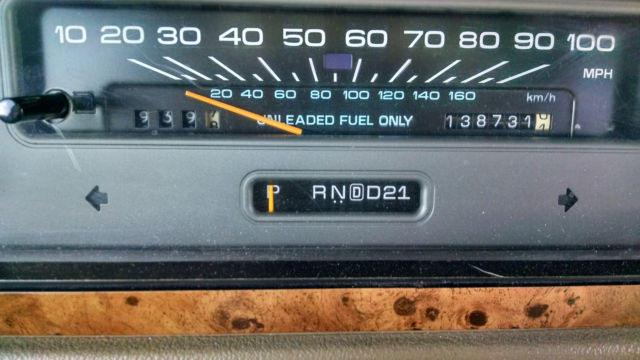 10 20 30 40 50 60 70 80 90 100
MPH
20 40 60 80 100 120 140 160 km/h
939 UNLEADED FUEL ONLY 138731
P R N D D 2 1